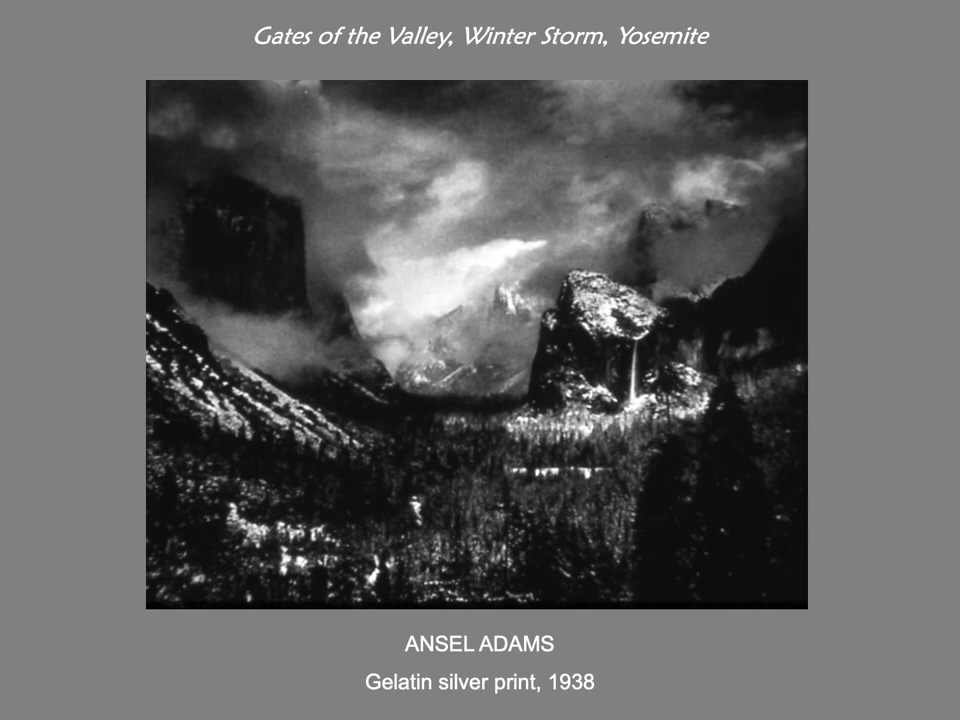 Gates of the Valley, Winter Storm, Yosemite
ANSEL ADAMS
Gelatin silver print, 1938